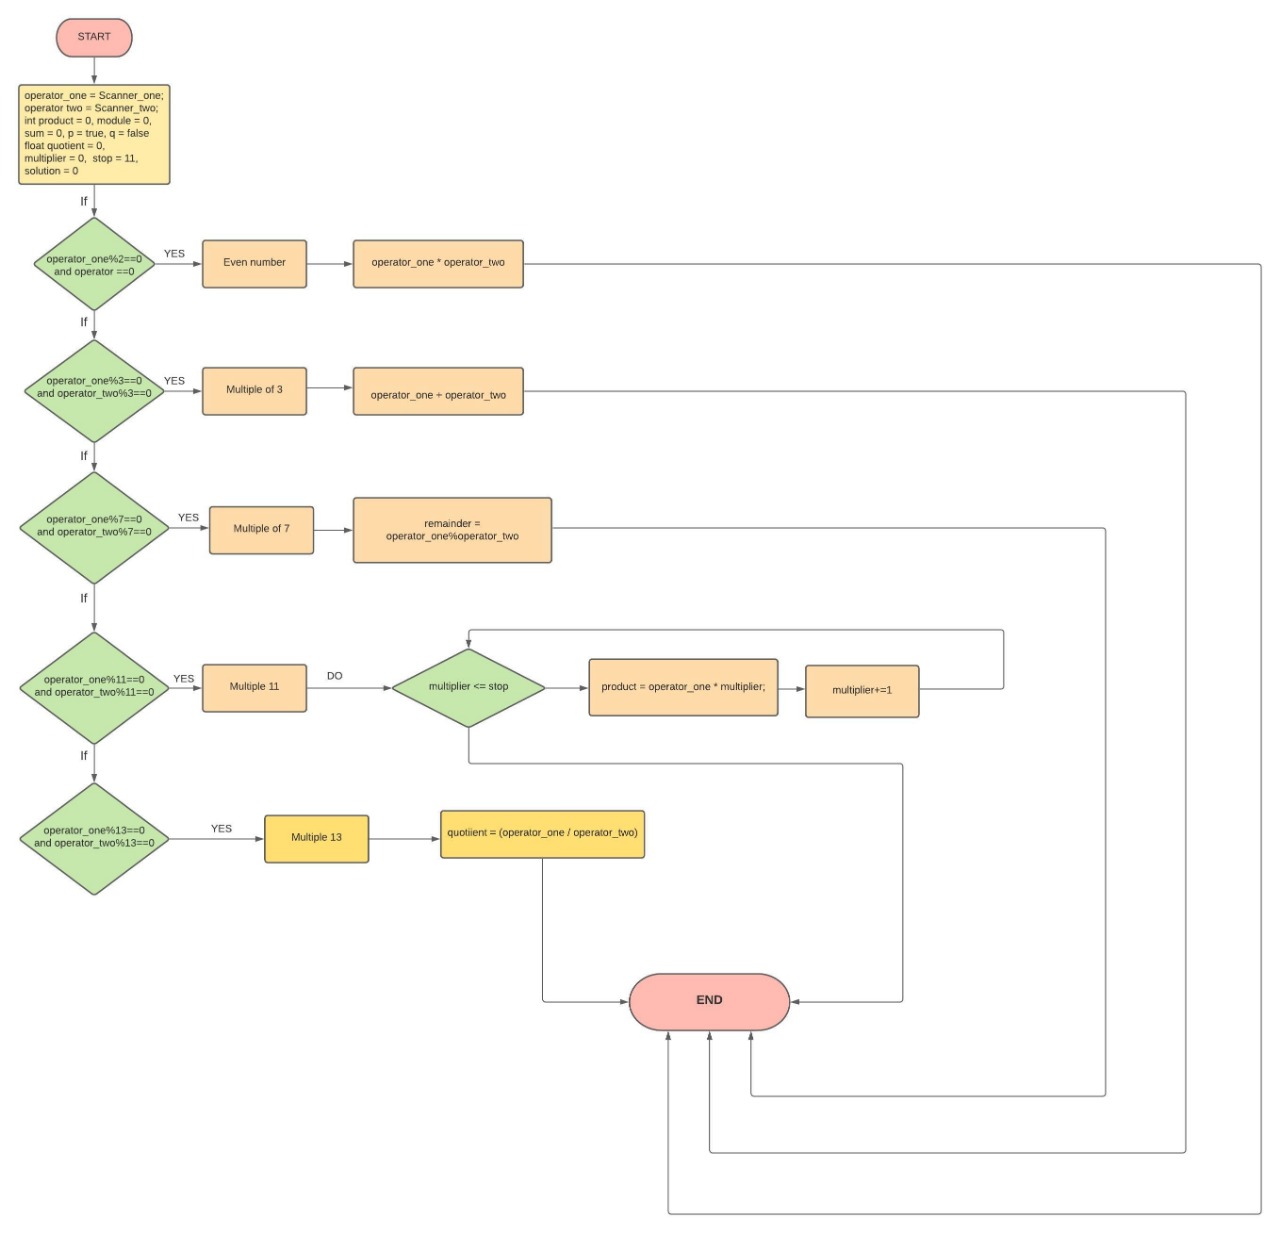 START
operator_one = Scanner_one;
operator two = Scanner_two;
int product = 0, module = 0,
sum = 0, p = true, q = false
float quotient = 0,
multiplier = 0,  stop = 11,
solution = 0
If
operator_one%2==0
and operator ==0
YES
Even number
operator_one * operator_two
If
operator_one%3==0
and operator_two%3==0
YES
Multiple of 3
operator_one + operator_two
If
operator_one%7==0
and operator_two%7==0
YES
Multiple of 7
remainder =
operator_one%operator_two
If
operator_one%11==0
and operator_two%11==0
YES
Multiple 11
DO
multiplier <= stop
product = operator_one * multiplier;
multiplier+=1
If
operator_one%13==0
and operator_two%13==0
YES
Multiple 13
quotiient = (operator_one / operator_two)
END